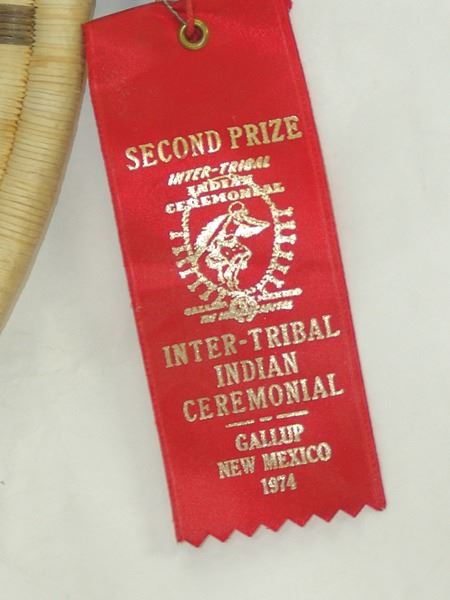 SECOND PRIZE
INTER-TRIBAL
INDIAN
CEREMONIAL
INTER-TRIBAL
INDIAN
CEREMONIAL
GALLUP
NEW MEXICO
1974